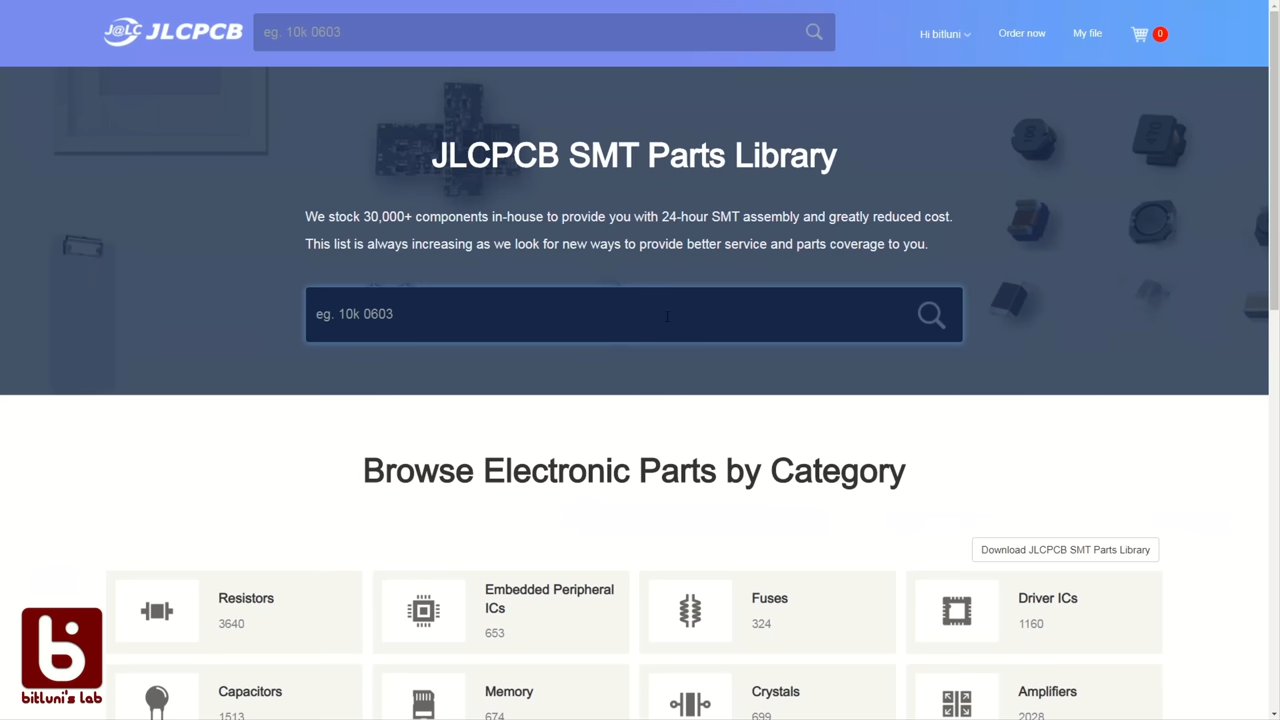 J@LC JLCPCB
eg. 10k 0603
Hi bitluni
Order now
My file
0
JLCPCB SMT Parts Library
We stock 30,000+ components in-house to provide you with 24-hour SMT assembly and greatly reduced cost.
This list is always increasing as we look for new ways to provide better service and parts coverage to you.
eg. 10k 0603
Browse Electronic Parts by Category
Download JLCPCB SMT Parts Library
Resistors
3640
Embedded Peripheral
ICs
653
Fuses
324
Driver ICs
1160
Capacitors
1513
Memory
674
Crystals
699
Amplifiers
2028
b
bitluni's lab